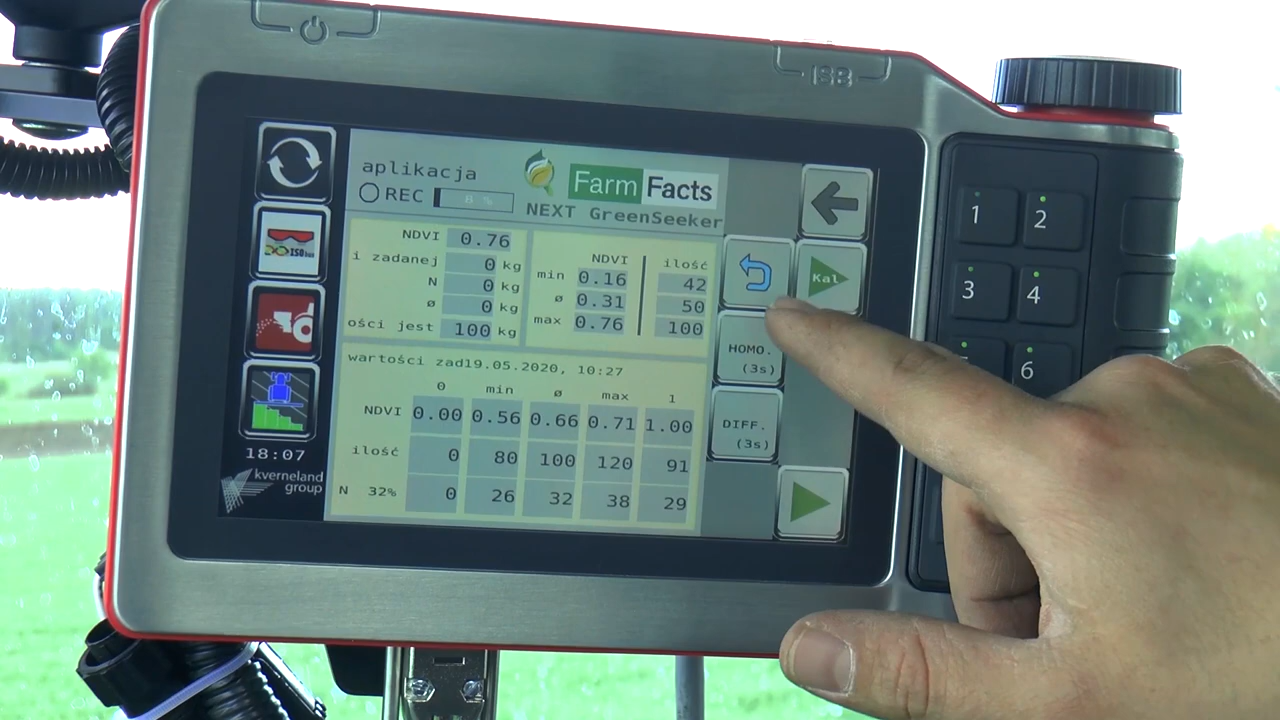 ISB
aplikacja
REC 8 %
FarmFacts
NEXT GreenSeeker
NDVI 0.76
i zadanej 0 kg
N 0 kg
ø 0 kg
ości jest 100 kg
NDVI ilość
min 0.16 42
ø 0.31 50
max 0.76 100
wartości zad19.05.2020, 10:27
0 min ø max 1
NDVI 0.00 0.56 0.66 0.71 1.00
ilość 0 80 100 120 91
N 32% 0 26 32 38 29
ISO bus
18:07
kverneland
group
Kal
HOMO.
(3s)
DIFF.
(3s)
1 2
3 4
6